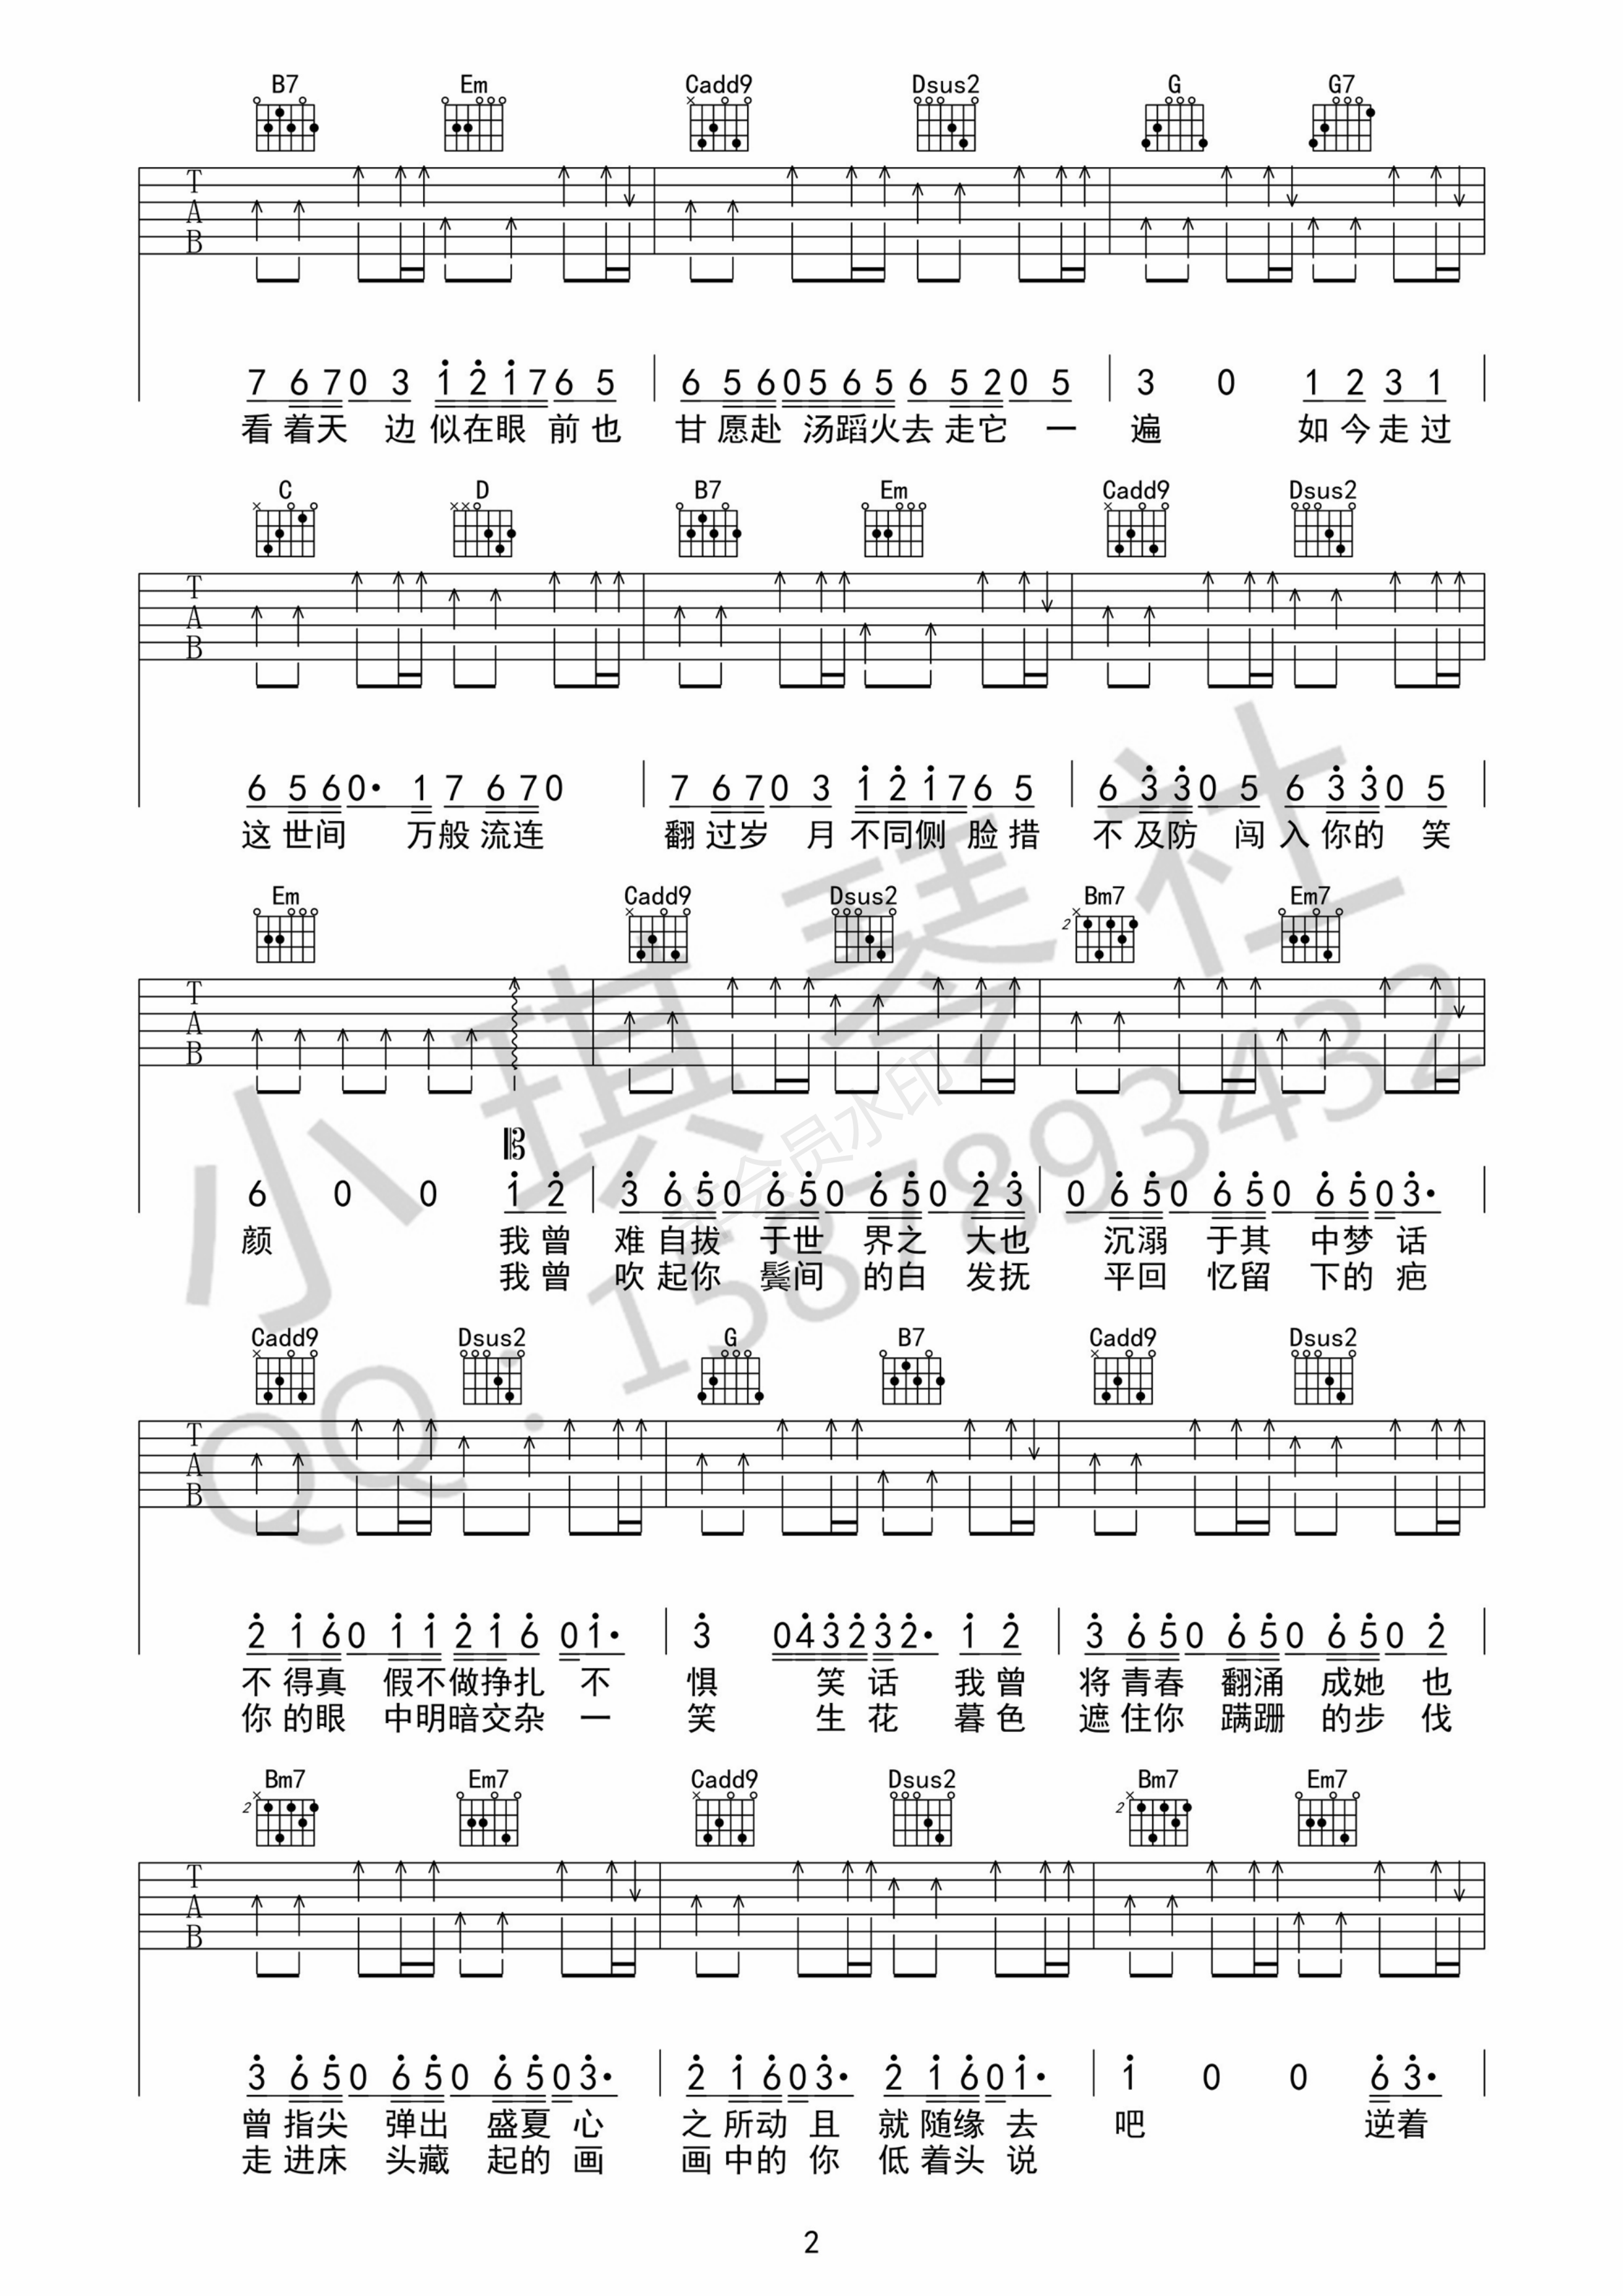 B7 Em Cadd9 Dsus2 G G7
T
A
B
7 6 7 0 3 1 2 1 7 6 5 6 5 6 0 5 6 5 6 5 2 0 5 3 0 1 2 3 1
看着天 边似在眼 前也 甘愿赴 汤蹈火去走它 一 遍 如今走过
C D B7 Em Cadd9 Dsus2
T
A
B
6 5 6 0· 1 7 6 7 0 7 6 7 0 3 1 2 1 7 6 5 6 3 3 0 5 6 3 3 0 5
这世间 万般流连 翻过岁 月不同侧脸措 不及防 闯入你的 笑
Em Cadd9 Dsus2 Bm7 2 Em7
T
A
B
6 0 0 1 2 3 6 5 0 6 5 0 6 5 0 2 3 0 6 5 0 6 5 0 6 5 0 3·
颜 我曾 难自拔 于世 界之 大也 沉溺 于其 中梦话
我曾 吹起你 鬓间 的白 发抚 平回 忆留 下的疤
Cadd9 Dsus2 G B7 Cadd9 Dsus2
T
A
B
2 1 6 0 1 1 2 1 6 0 1· 3 0 4 3 2 3 2· 1 2 3 6 5 0 6 5 0 6 5 0 2
不得真 假不做挣扎 不 惧 笑话 我曾 将青春 翻涌 成她 也
你的眼 中明暗交杂 一 笑 生花 暮色 遮住你 蹒跚 的步 伐
Bm7 2 Em7 Cadd9 Dsus2 Bm7 2 Em7
T
A
B
3 6 5 0 6 5 0 6 5 0 3· 2 1 6 0 3· 2 1 6 0 1· 1 0 0 6 3·
曾指尖 弹出 盛夏心 之所动且 就随缘去 吧 逆着
走进床 头藏 起的画 画中的你 低着头说
小琪琴社
QQ：158789343​2
非会员水印
2